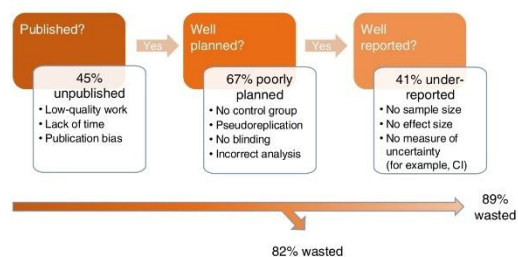 Published?
Yes
Well
planned?
Yes
Well
reported?
45%
unpublished
• Low-quality work
• Lack of time
• Publication bias
67% poorly
planned
• No control group
• Pseudoreplication
• No blinding
• Incorrect analysis
41% under-
reported
• No sample size
• No effect size
• No measure of
uncertainty
(for example, CI)
89%
wasted
82% wasted